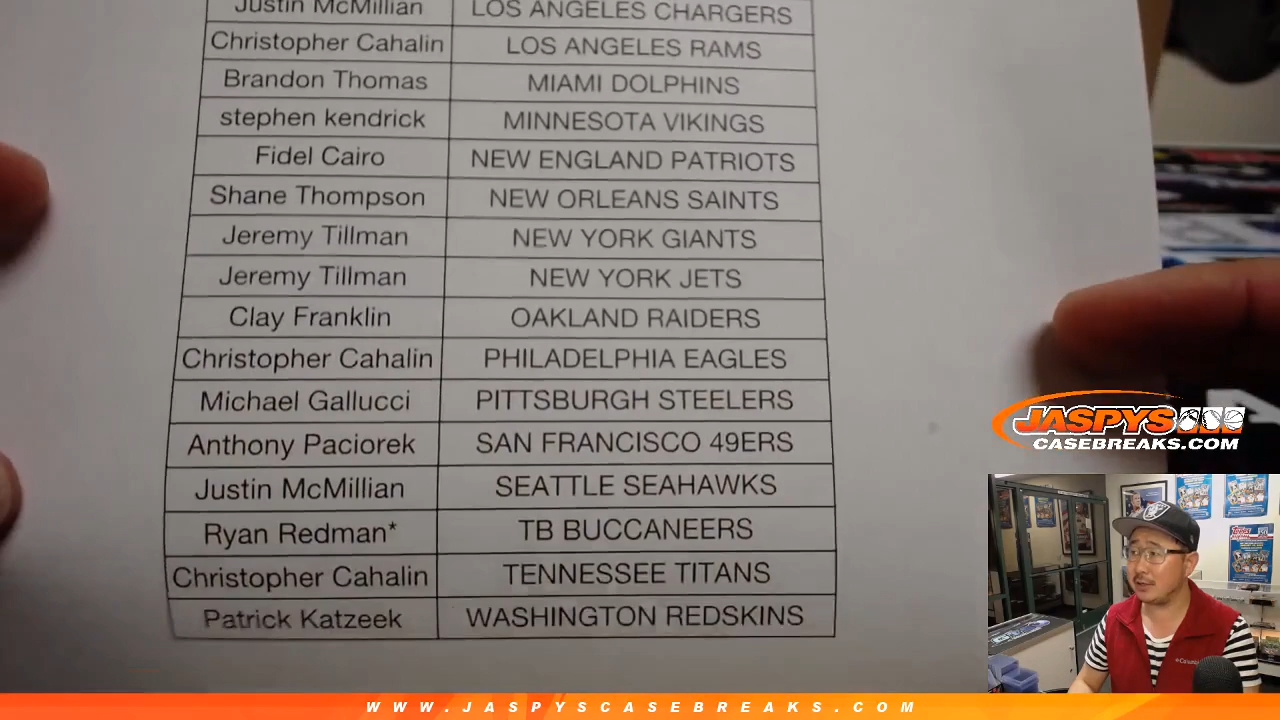 Justin McMillian LOS ANGELES CHARGERS
Christopher Cahalin LOS ANGELES RAMS
Brandon Thomas MIAMI DOLPHINS
stephen kendrick MINNESOTA VIKINGS
Fidel Cairo NEW ENGLAND PATRIOTS
Shane Thompson NEW ORLEANS SAINTS
Jeremy Tillman NEW YORK GIANTS
Jeremy Tillman NEW YORK JETS
Clay Franklin OAKLAND RAIDERS
Christopher Cahalin PHILADELPHIA EAGLES
Michael Gallucci PITTSBURGH STEELERS
Anthony Paciorek SAN FRANCISCO 49ERS
Justin McMillian SEATTLE SEAHAWKS
Ryan Redman* TB BUCCANEERS
Christopher Cahalin TENNESSEE TITANS
Patrick Katzeek WASHINGTON REDSKINS
JASPYS
CASEBREAKS.COM
Topps
Columbia
WWW.JASPYSCASEBREAKS.COM